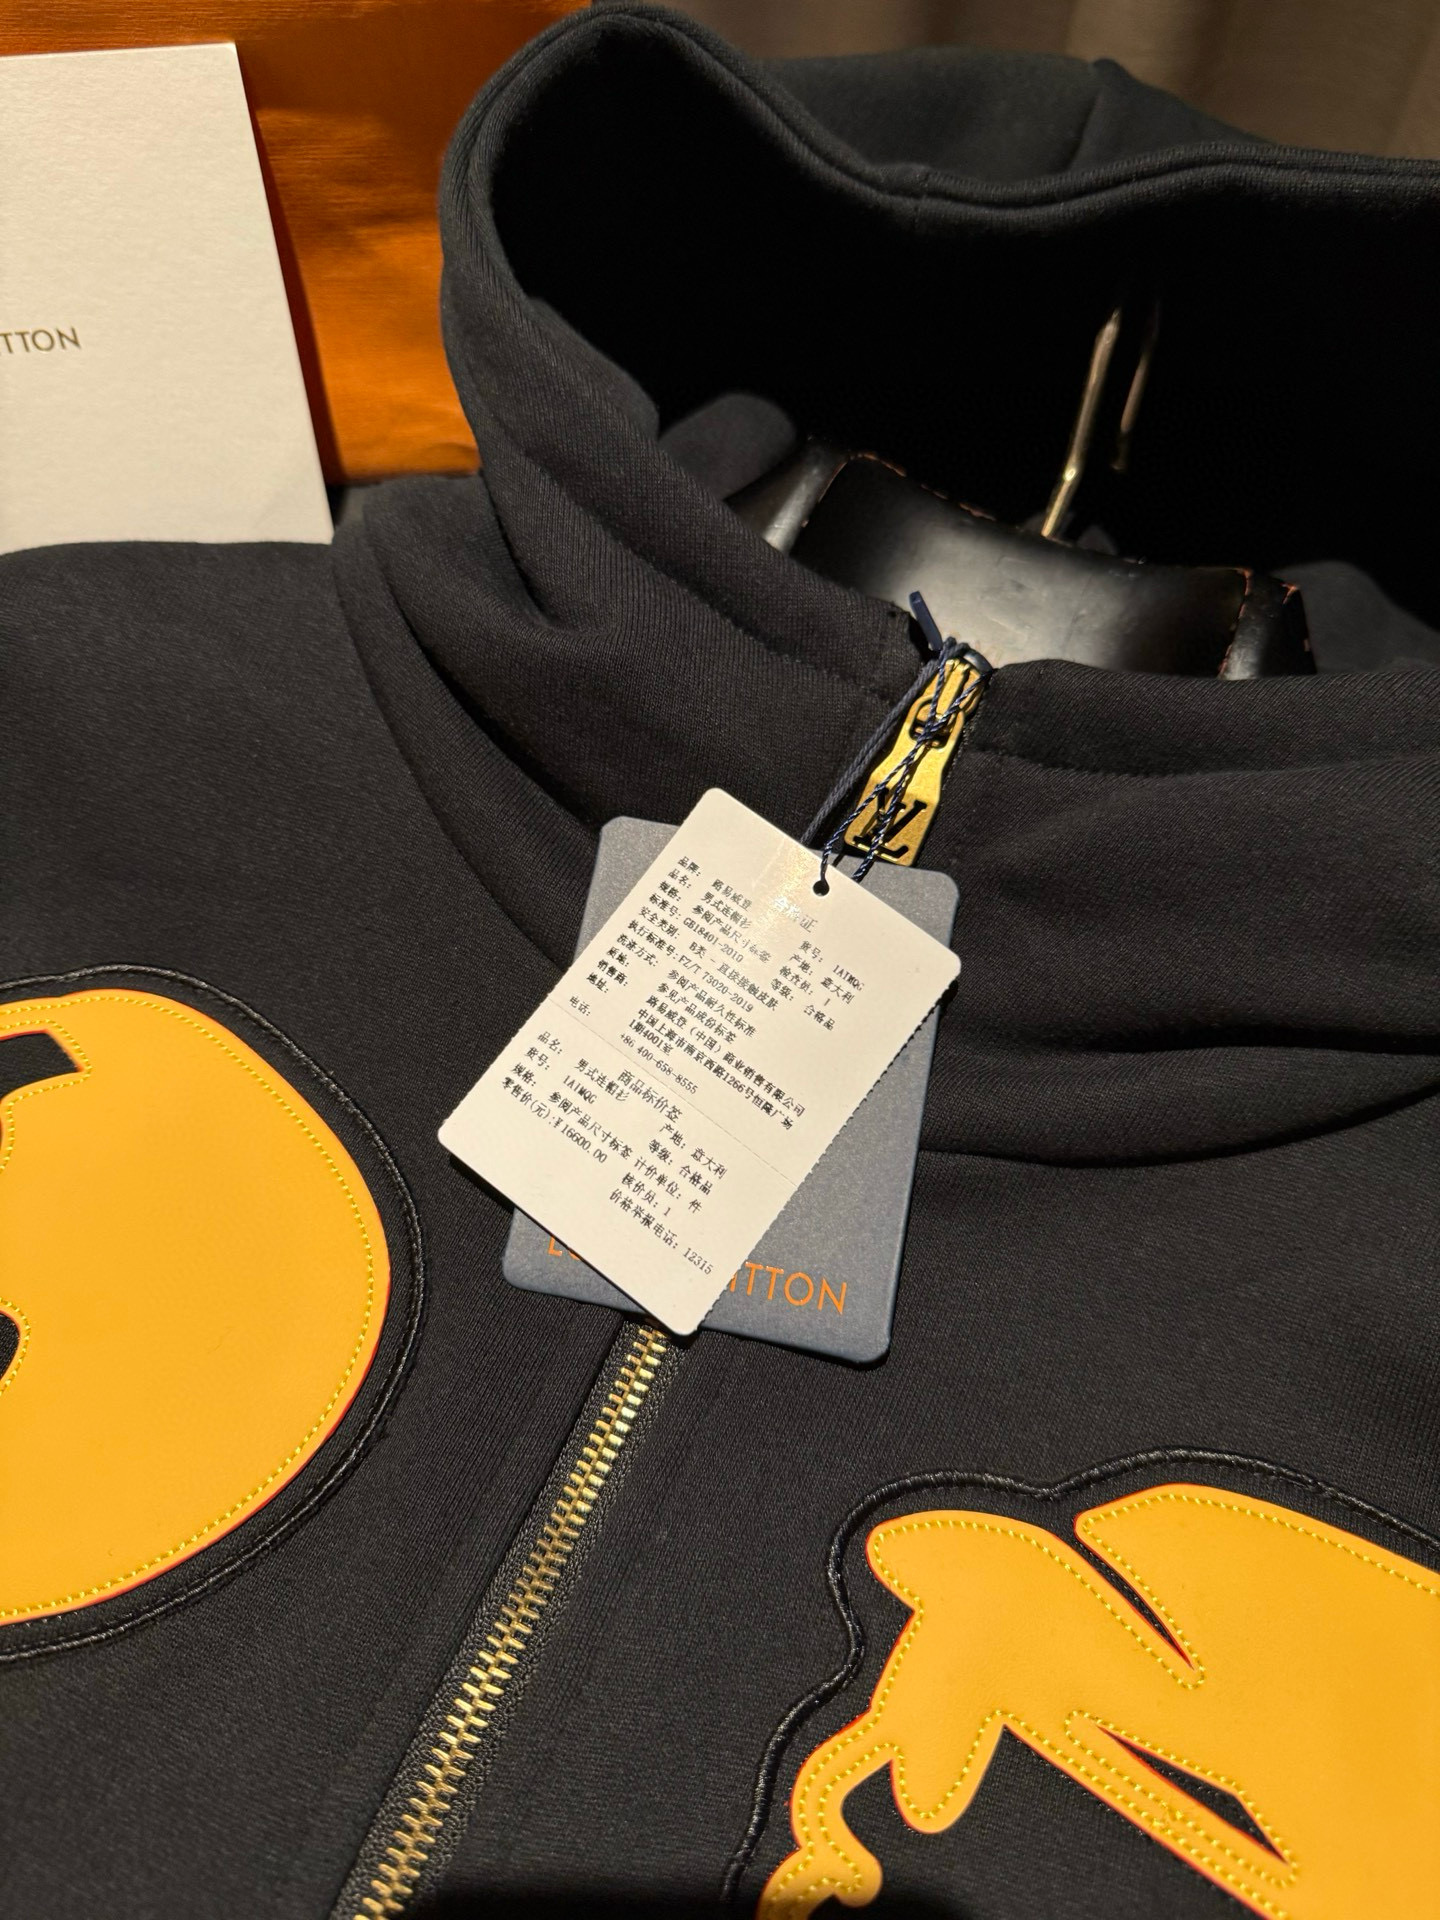 TTON
LV
合格证
品牌: 路易威登
货号: 1AIMQG
品名: 男式连帽衫
产地: 意大利
规格: 参阅产品尺寸标签
检查员: 1
标准号: GB18401-2010
等级: 合格品
安全类别: B类 - 直接接触皮肤
执行标准号: FZ/T 73020-2019
洗涤方式: 参阅产品耐久性标准
质地: 参见产品成份标签
销售商: 路易威登(中国)商业销售有限公司
地址: 中国上海市南京西路1266号恒隆广场
1期4001室
电话: +86 400-658-8555
商品标价签
品名: 男式连帽衫
产地: 意大利
货号: 1AIMQG
等级: 合格品
规格: 参阅产品尺寸标签
计价单位: 件
零售价(元): ¥16600.00
核价员: 1
价格举报电话: 12315
L ITTON